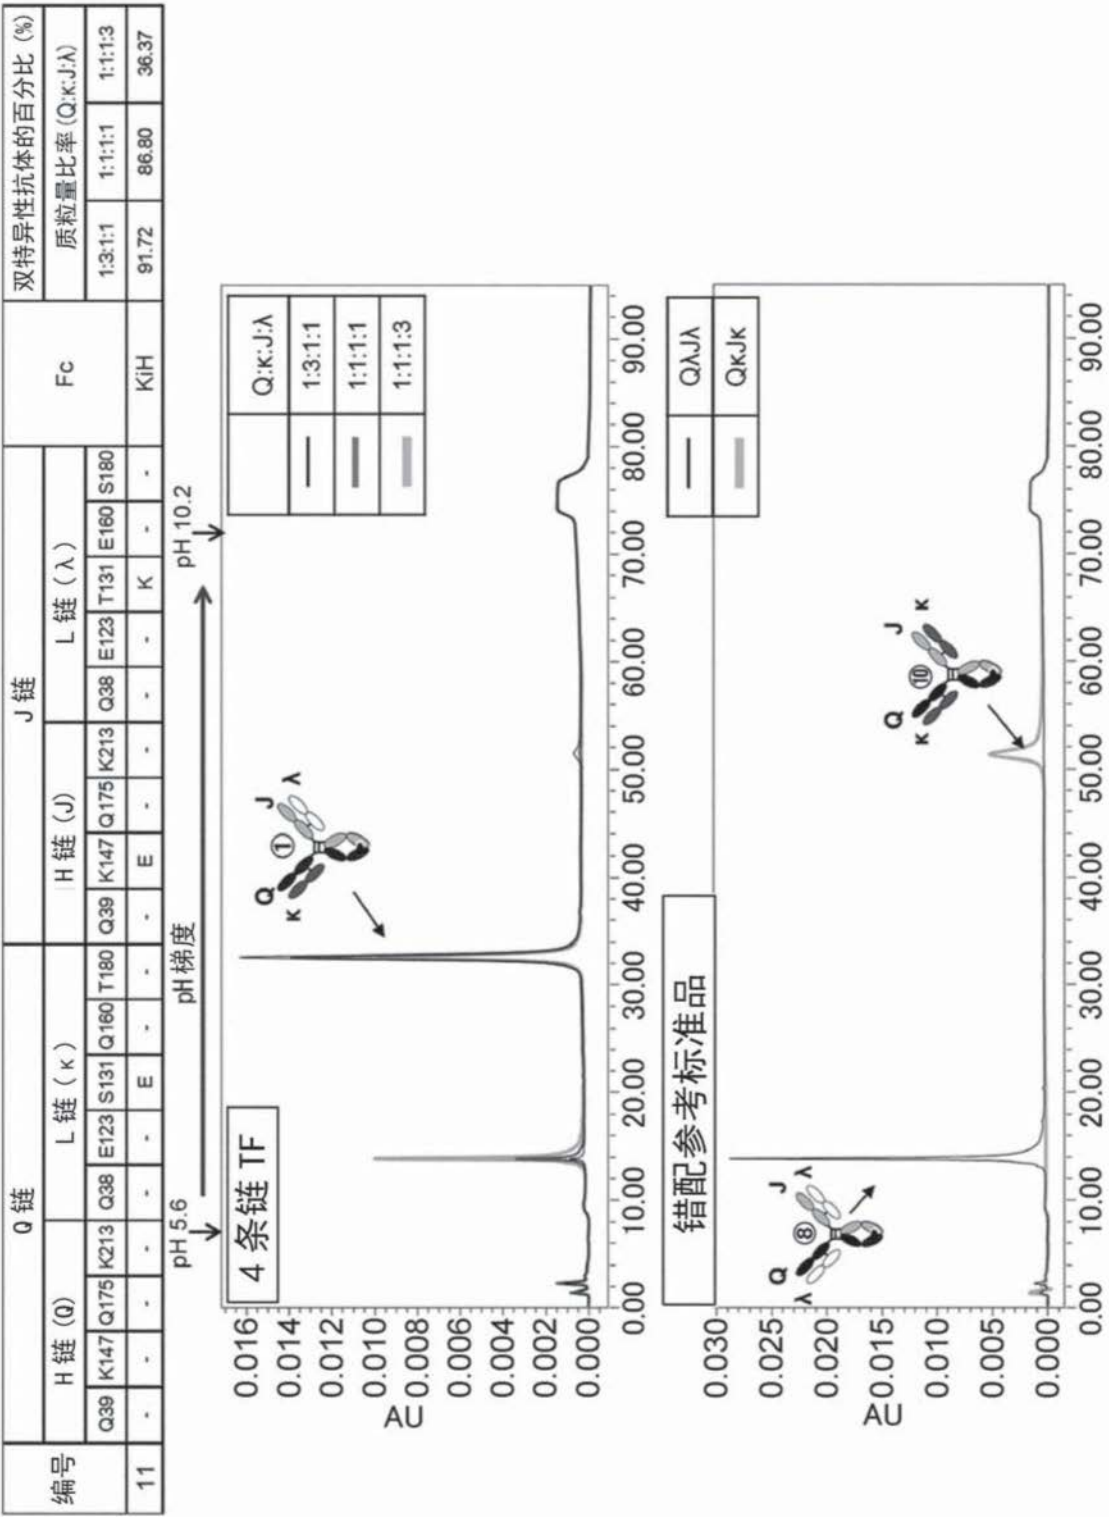 编号 Q 链 J 链 Fc 双特异性抗体的百分比 (%)
H 链 (Q) L 链 (κ) H 链 (J) L 链 (λ) 质粒量比率 (Q:κ:J:λ)
Q39 K147 Q175 K213 Q38 E123 S131 Q160 T180 Q39 K147 Q175 K213 Q38 E123 T131 E160 S180 1:3:1:1 1:1:1:1 1:1:1:3
11 - - - - - - E - - - E - - - - K - - KiH 91.72 86.80 36.37
pH 5.6 pH 梯度 pH 10.2
4 条链 TF
Q:κ:J:λ
1:3:1:1
1:1:1:1
1:1:1:3
Q ① J
κ λ
AU
0.016
0.014
0.012
0.010
0.008
0.006
0.004
0.002
0.000
0.00 10.00 20.00 30.00 40.00 50.00 60.00 70.00 80.00 90.00
错配参考标准品
QλJλ
QκJκ
Q ⑧ J
λ λ
Q ⑩ J
κ κ
AU
0.030
0.025
0.020
0.015
0.010
0.005
0.000
0.00 10.00 20.00 30.00 40.00 50.00 60.00 70.00 80.00 90.00